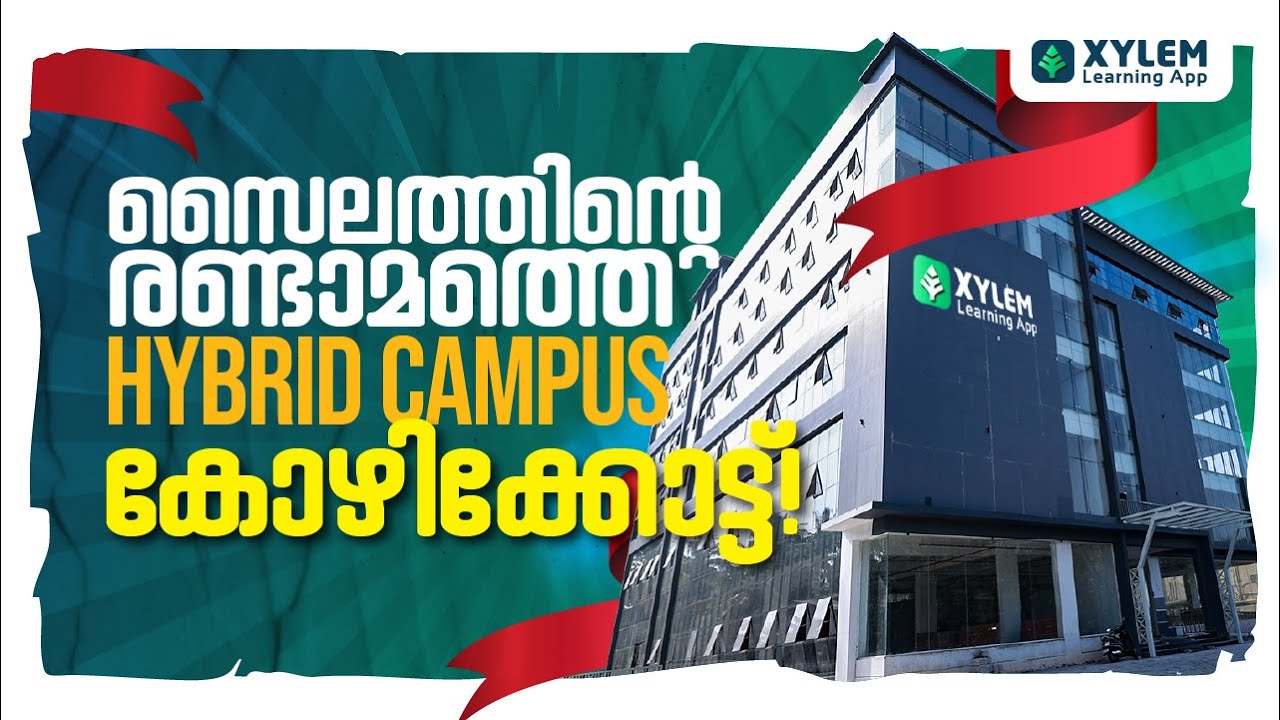 XYLEM
Learning App
സൈലത്തിന്റെ
രണ്ടാമത്തെ
HYBRID CAMPUS
കോഴിക്കോട്ട്!
XYLEM
Learning App